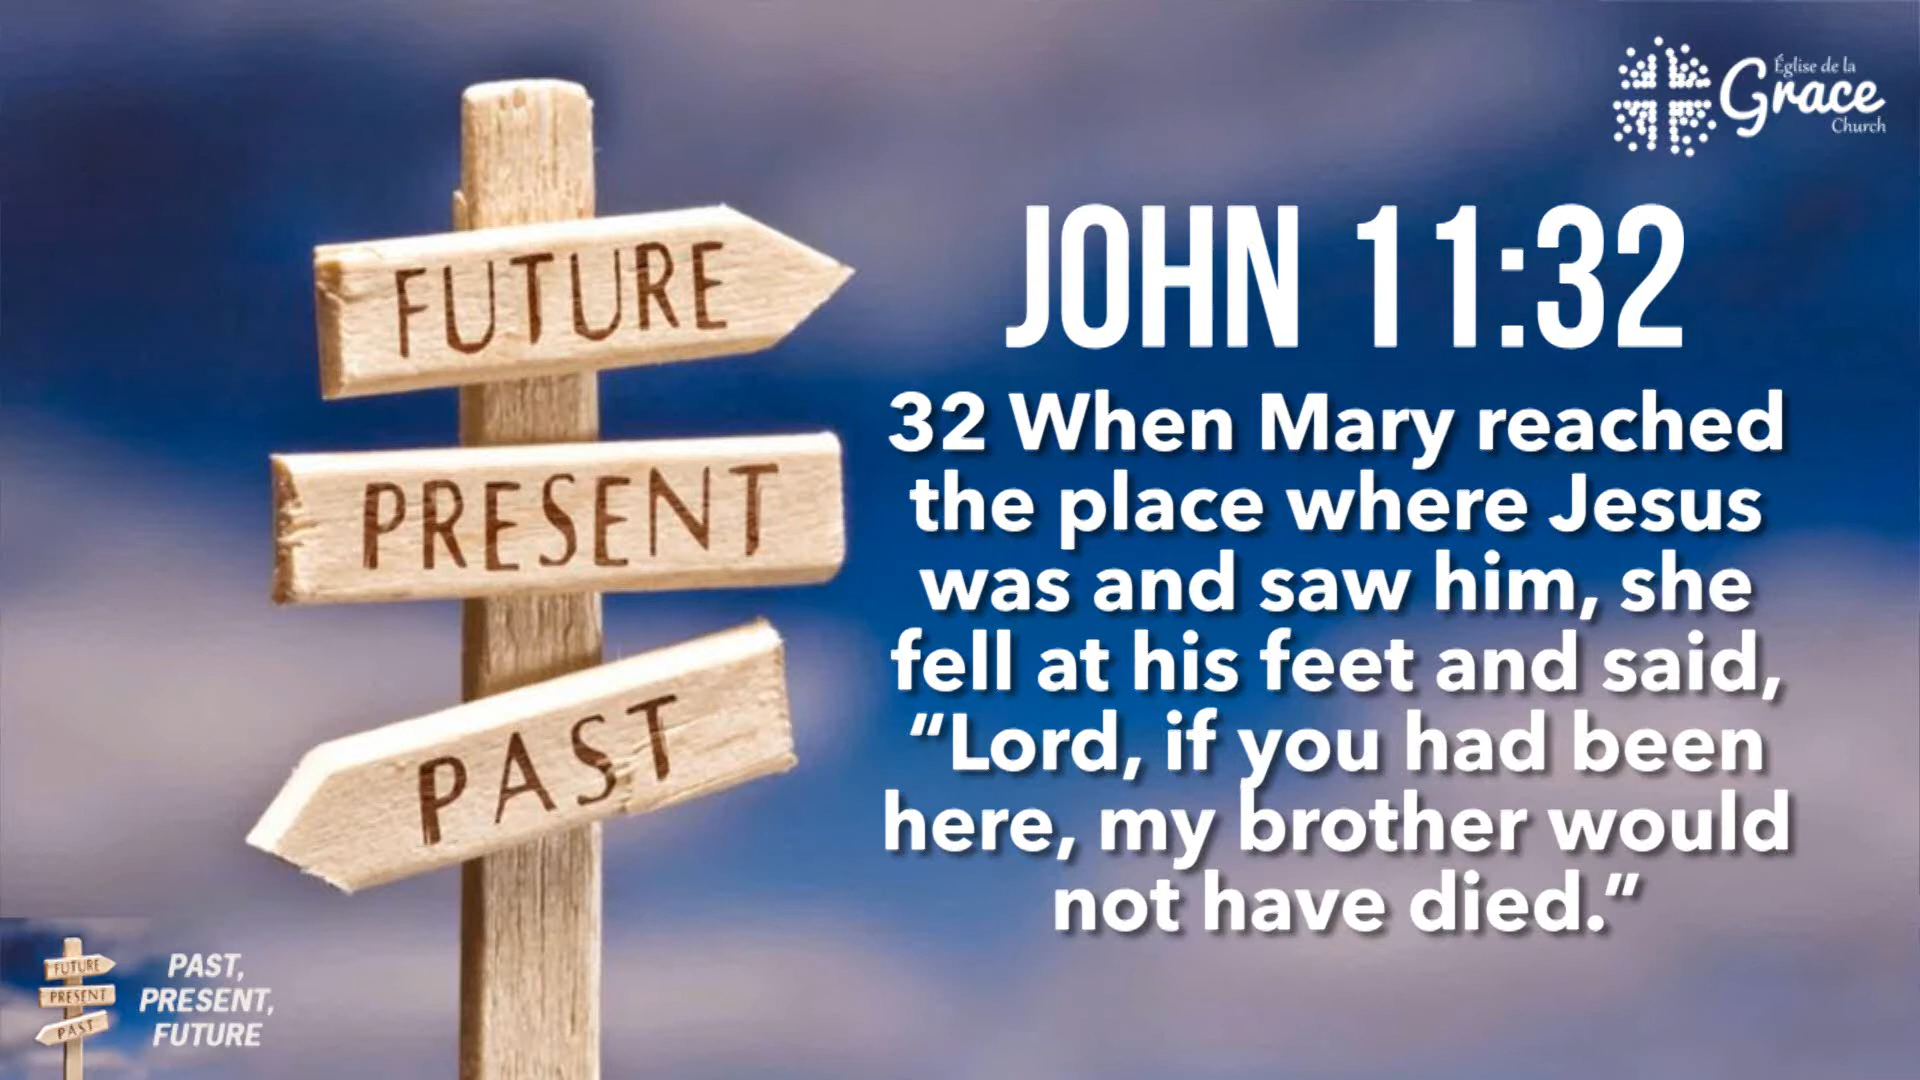 Église de la
Grace
Church
FUTURE
PRESENT
PAST
JOHN 11:32
32 When Mary reached
the place where Jesus
was and saw him, she
fell at his feet and said,
“Lord, if you had been
here, my brother would
not have died.”
FUTURE
PRESENT
PAST
PAST,
PRESENT,
FUTURE